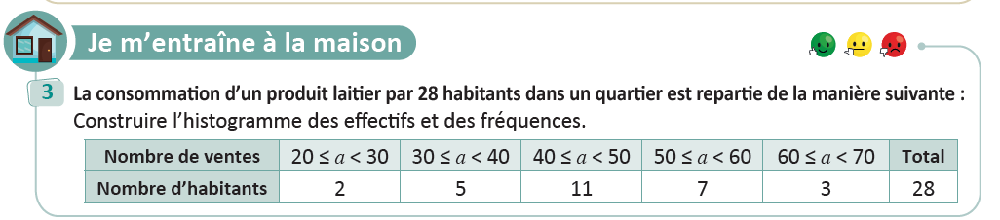 Je m'entraîne à la maison
3 La consommation d'un produit laitier par 28 habitants dans un quartier est repartie de la manière suivante :
Construire l'histogramme des effectifs et des fréquences.
Nombre de ventes 20 ≤ a < 30 30 ≤ a < 40 40 ≤ a < 50 50 ≤ a < 60 60 ≤ a < 70 Total
Nombre d'habitants 2 5 11 7 3 28